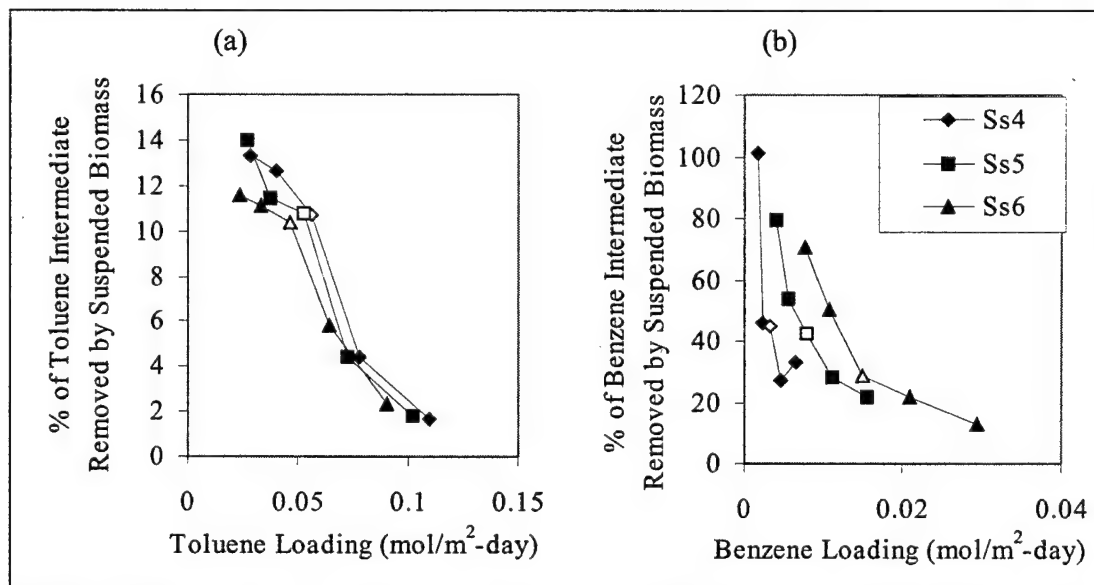 (a)
% of Toluene Intermediate
Removed by Suspended Biomass
16
14
12
10
8
6
4
2
0
0
0.05
0.1
0.15
Toluene Loading (mol/m²-day)
(b)
% of Benzene Intermediate
Removed by Suspended Biomass
120
100
80
60
40
20
0
0
0.02
0.04
Benzene Loading (mol/m²-day)
Ss4
Ss5
Ss6